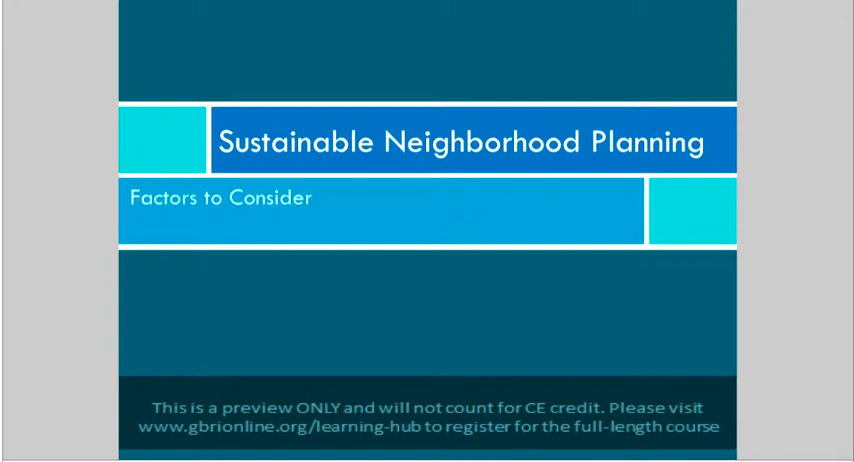 Sustainable Neighborhood Planning
Factors to Consider
This is a preview ONLY and will not count for CE credit. Please visit
www.gbrionline.org/learning-hub to register for the full-length course